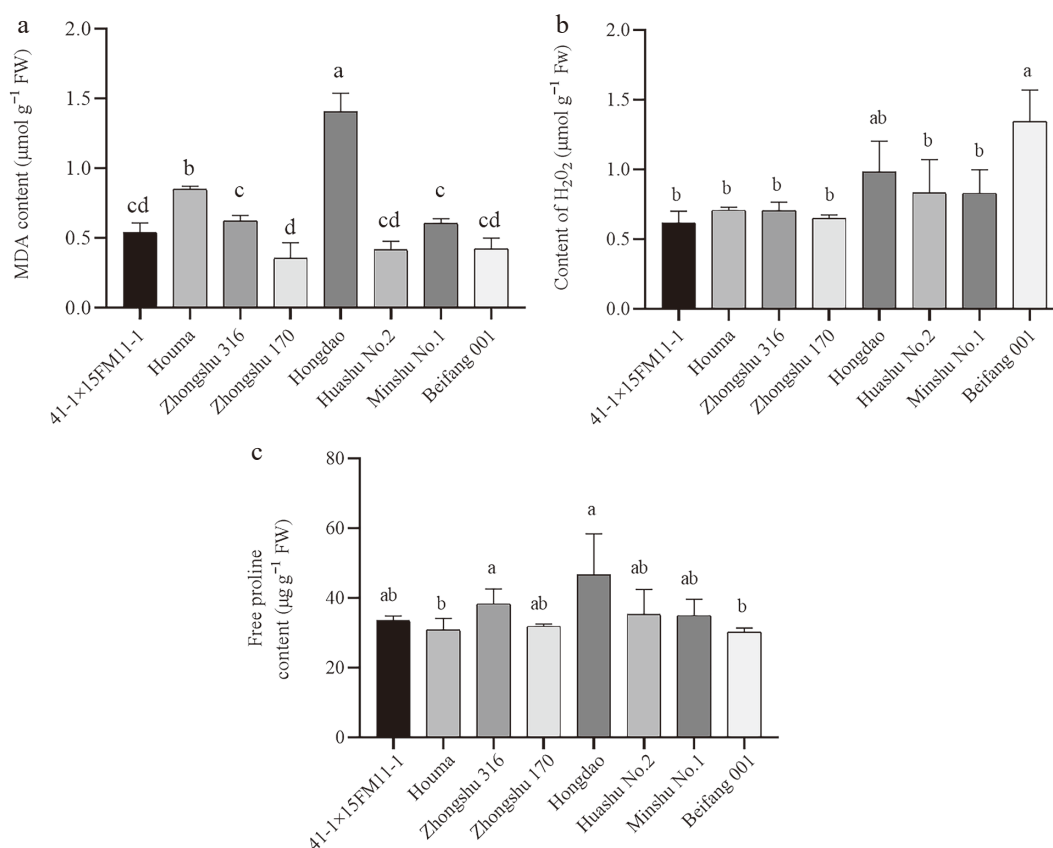 a
MDA content (μmol g⁻¹ FW)
2.0
1.5
1.0
0.5
0.0
cd
b
c
d
a
cd
c
cd
41-1×15FM11-1
Houma
Zhongshu 316
Zhongshu 170
Hongdao
Huashu No.2
Minshu No.1
Beifang 001
b
Content of H₂O₂ (μmol g⁻¹ Fw)
2.0
1.5
1.0
0.5
0.0
b
b
b
b
ab
b
b
a
41-1×15FM11-1
Houma
Zhongshu 316
Zhongshu 170
Hongdao
Huashu No.2
Minshu No.1
Beifang 001
c
Free proline
content (μg g⁻¹ FW)
80
60
40
20
0
ab
b
a
ab
a
ab
ab
b
41-1×15FM11-1
Houma
Zhongshu 316
Zhongshu 170
Hongdao
Huashu No.2
Minshu No.1
Beifang 001